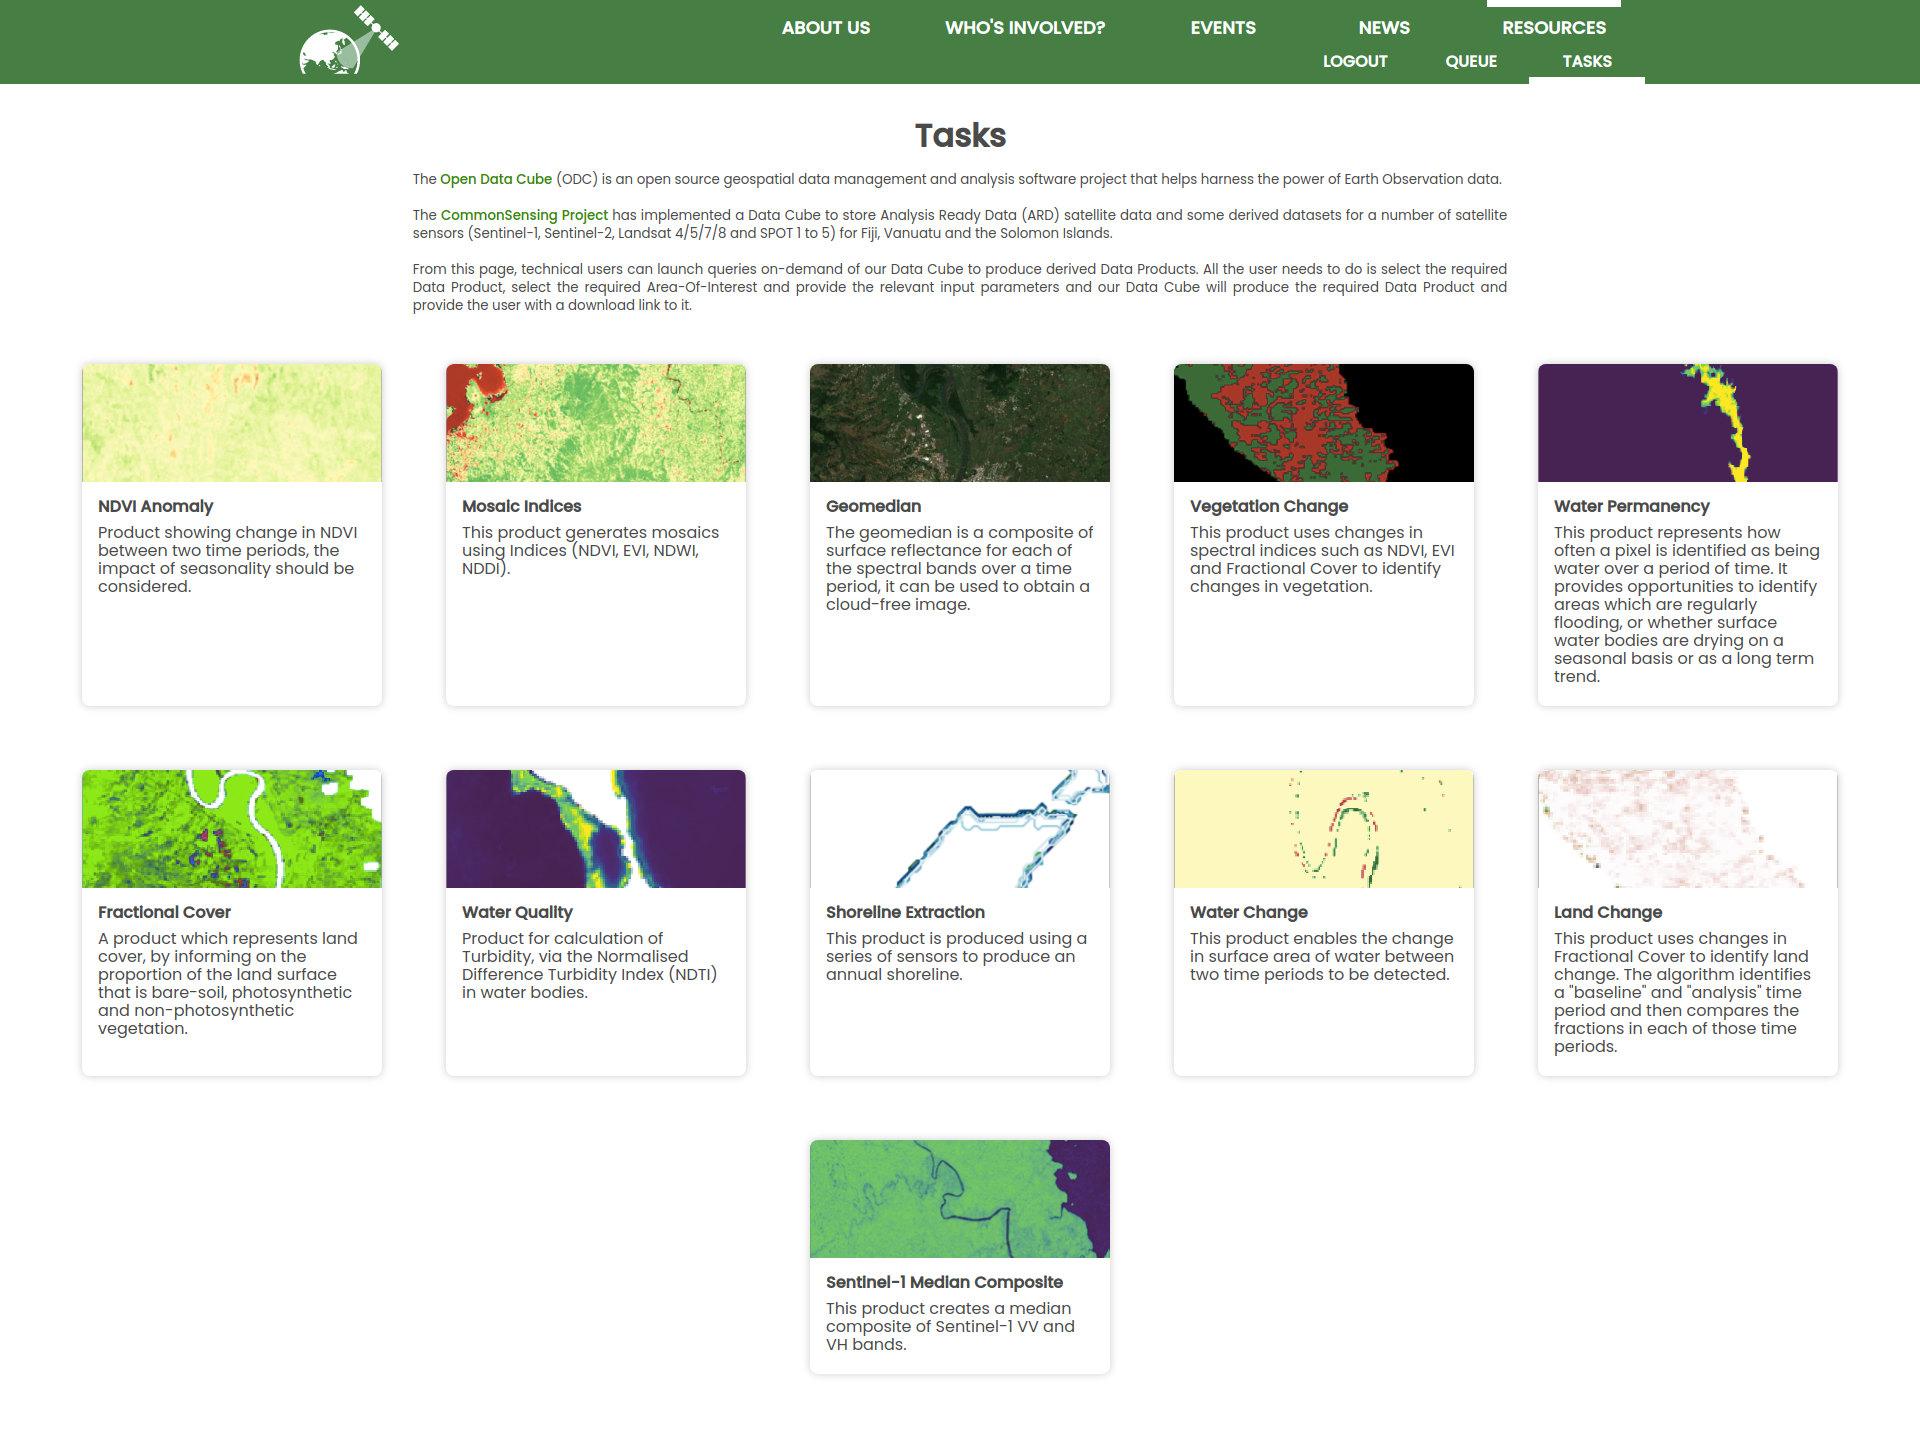 ABOUT US
WHO'S INVOLVED?
EVENTS
NEWS
RESOURCES
LOGOUT
QUEUE
TASKS
Tasks
The Open Data Cube (ODC) is an open source geospatial data management and analysis software project that helps harness the power of Earth Observation data.
The CommonSensing Project has implemented a Data Cube to store Analysis Ready Data (ARD) satellite data and some derived datasets for a number of satellite
sensors (Sentinel-1, Sentinel-2, Landsat 4/5/7/8 and SPOT 1 to 5) for Fiji, Vanuatu and the Solomon Islands.
From this page, technical users can launch queries on-demand of our Data Cube to produce derived Data Products. All the user needs to do is select the required
Data Product, select the required Area-Of-Interest and provide the relevant input parameters and our Data Cube will produce the required Data Product and
provide the user with a download link to it.
NDVI Anomaly
Product showing change in NDVI
between two time periods, the
impact of seasonality should be
considered.
Mosaic Indices
This product generates mosaics
using Indices (NDVI, EVI, NDWI,
NDDI).
Geomedian
The geomedian is a composite of
surface reflectance for each of
the spectral bands over a time
period, it can be used to obtain a
cloud-free image.
Vegetation Change
This product uses changes in
spectral indices such as NDVI, EVI
and Fractional Cover to identify
changes in vegetation.
Water Permanency
This product represents how
often a pixel is identified as being
water over a period of time. It
provides opportunities to identify
areas which are regularly
flooding, or whether surface
water bodies are drying on a
seasonal basis or as a long term
trend.
Fractional Cover
A product which represents land
cover, by informing on the
proportion of the land surface
that is bare-soil, photosynthetic
and non-photosynthetic
vegetation.
Water Quality
Product for calculation of
Turbidity, via the Normalised
Difference Turbidity Index (NDTI)
in water bodies.
Shoreline Extraction
This product is produced using a
series of sensors to produce an
annual shoreline.
Water Change
This product enables the change
in surface area of water between
two time periods to be detected.
Land Change
This product uses changes in
Fractional Cover to identify land
change. The algorithm identifies
a "baseline" and "analysis" time
period and then compares the
fractions in each of those time
periods.
Sentinel-1 Median Composite
This product creates a median
composite of Sentinel-1 VV and
VH bands.